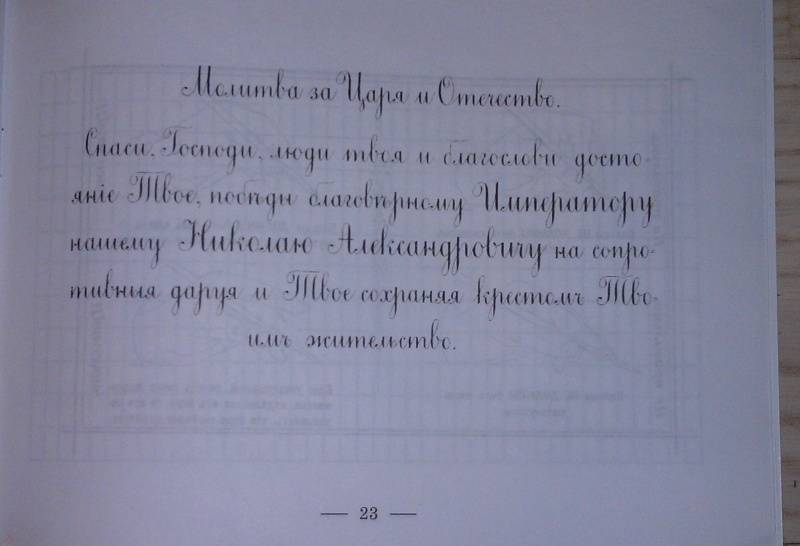 Молитва за Царя и Отечество.
Спаси, Господи, люди твоя и благослови досто-
янiе Твое, побѣды благовѣрному Императору
нашему Николаю Александровичу на сопро-
тивныя даруя и Твое сохраняя крестомъ Тво-
имъ жительство.
— 23 —